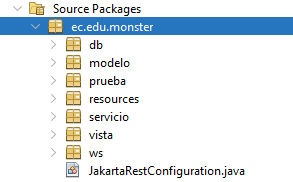 Source Packages
ec.edu.monster
db
modelo
prueba
resources
servicio
vista
ws
JakartaRestConfiguration.java